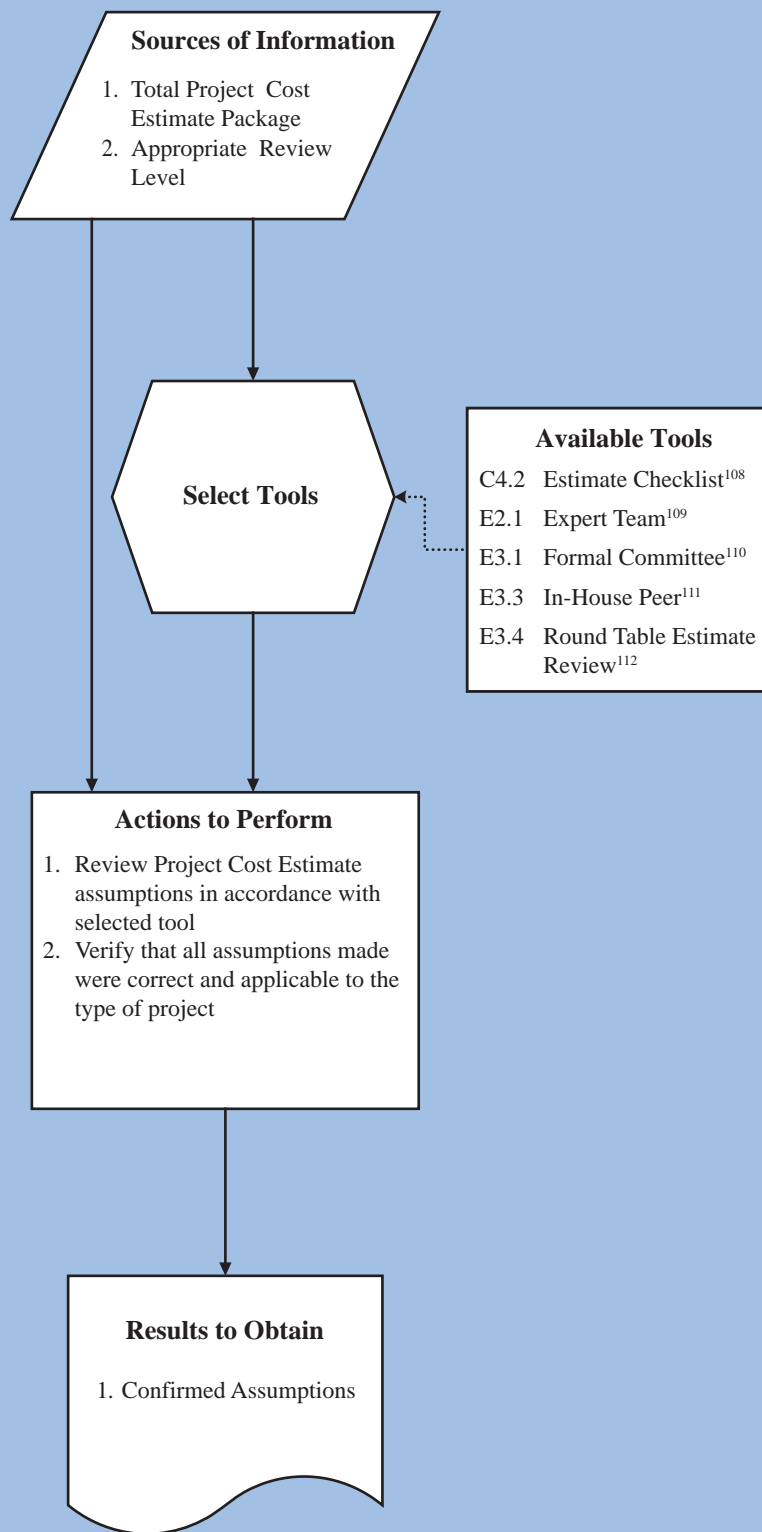 Sources of Information
1. Total Project Cost
Estimate Package
2. Appropriate Review
Level
Select Tools
Available Tools
C4.2 Estimate Checklist¹⁰⁸
E2.1 Expert Team¹⁰⁹
E3.1 Formal Committee¹¹⁰
E3.3 In-House Peer¹¹¹
E3.4 Round Table Estimate
Review¹¹²
Actions to Perform
1. Review Project Cost Estimate
assumptions in accordance with
selected tool
2. Verify that all assumptions made
were correct and applicable to the
type of project
Results to Obtain
1. Confirmed Assumptions